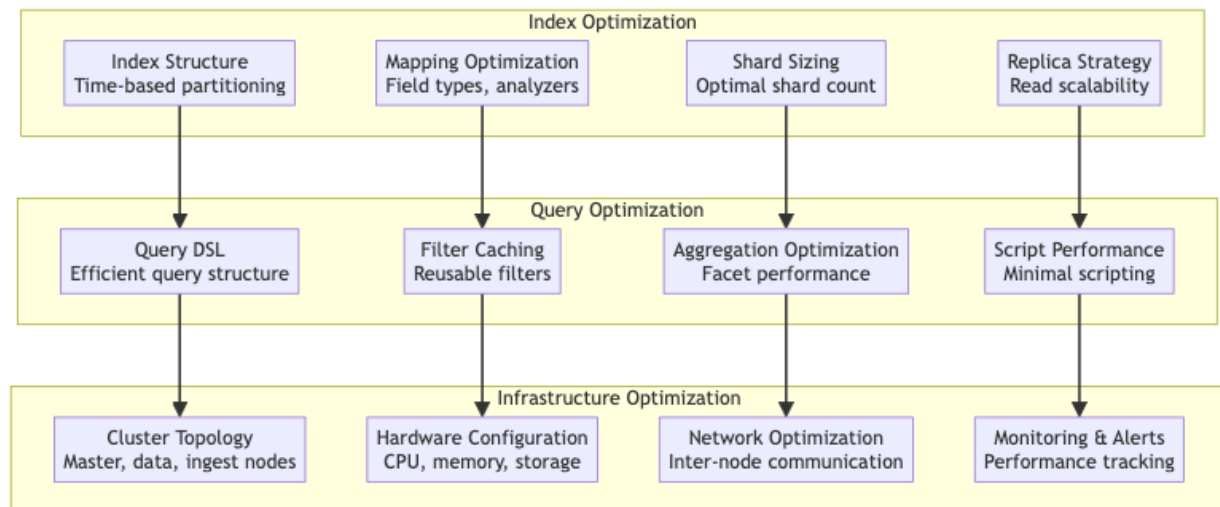 Index Optimization
Index Structure
Time-based partitioning
Mapping Optimization
Field types, analyzers
Shard Sizing
Optimal shard count
Replica Strategy
Read scalability
Query Optimization
Query DSL
Efficient query structure
Filter Caching
Reusable filters
Aggregation Optimization
Facet performance
Script Performance
Minimal scripting
Infrastructure Optimization
Cluster Topology
Master, data, ingest nodes
Hardware Configuration
CPU, memory, storage
Network Optimization
Inter-node communication
Monitoring & Alerts
Performance tracking